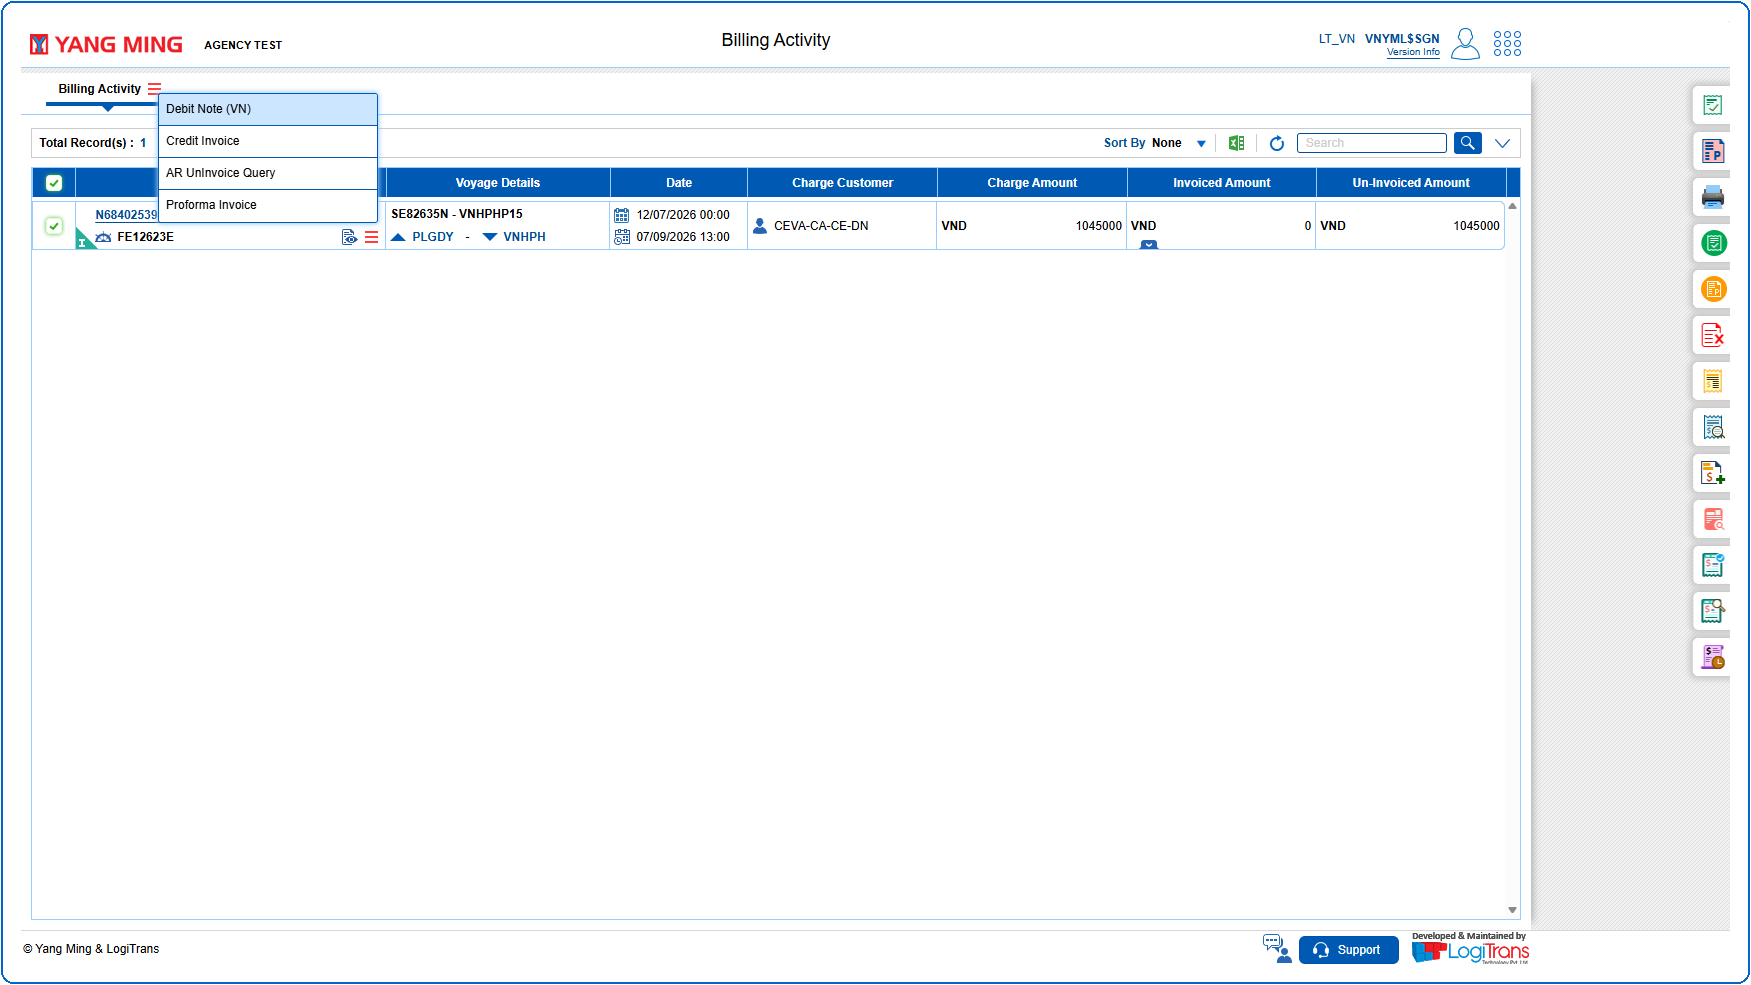 YANG MING AGENCY TEST
Billing Activity
LT_VN VNYML$SGN
Version Info
Billing Activity
Debit Note (VN)
Credit Invoice
AR UnInvoice Query
Proforma Invoice
Total Record(s) : 1
Sort By None
Search
Voyage Details Date Charge Customer Charge Amount Invoiced Amount Un-Invoiced Amount
N68402539
I FE12623E
SE82635N - VNHPHP15
PLGDY - VNHPH
12/07/2026 00:00
07/09/2026 13:00
CEVA-CA-CE-DN
VND 1045000
VND 0
VND 1045000
© Yang Ming & LogiTrans
Support
Developed & Maintained by
LogiTrans
Technology Pvt. Ltd.